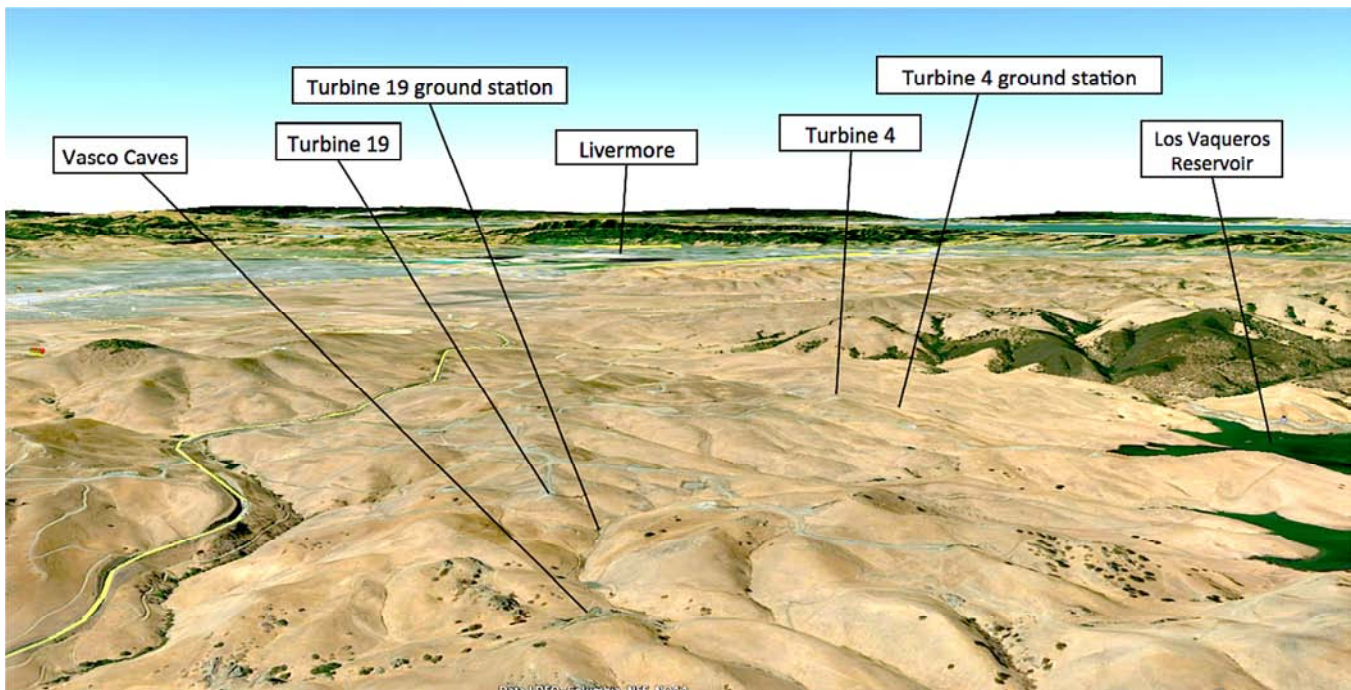 Turbine 19 ground station
Turbine 4 ground station
Vasco Caves
Turbine 19
Livermore
Turbine 4
Los Vaqueros
Reservoir